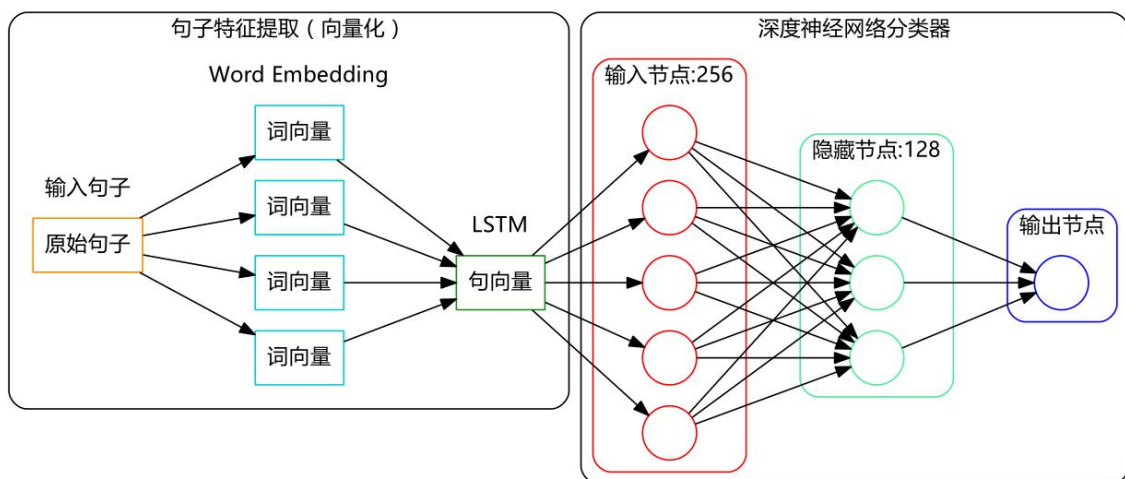 句子特征提取（向量化）
Word Embedding
词向量
词向量
词向量
词向量
输入句子
原始句子
LSTM
句向量
深度神经网络分类器
输入节点:256
隐藏节点:128
输出节点